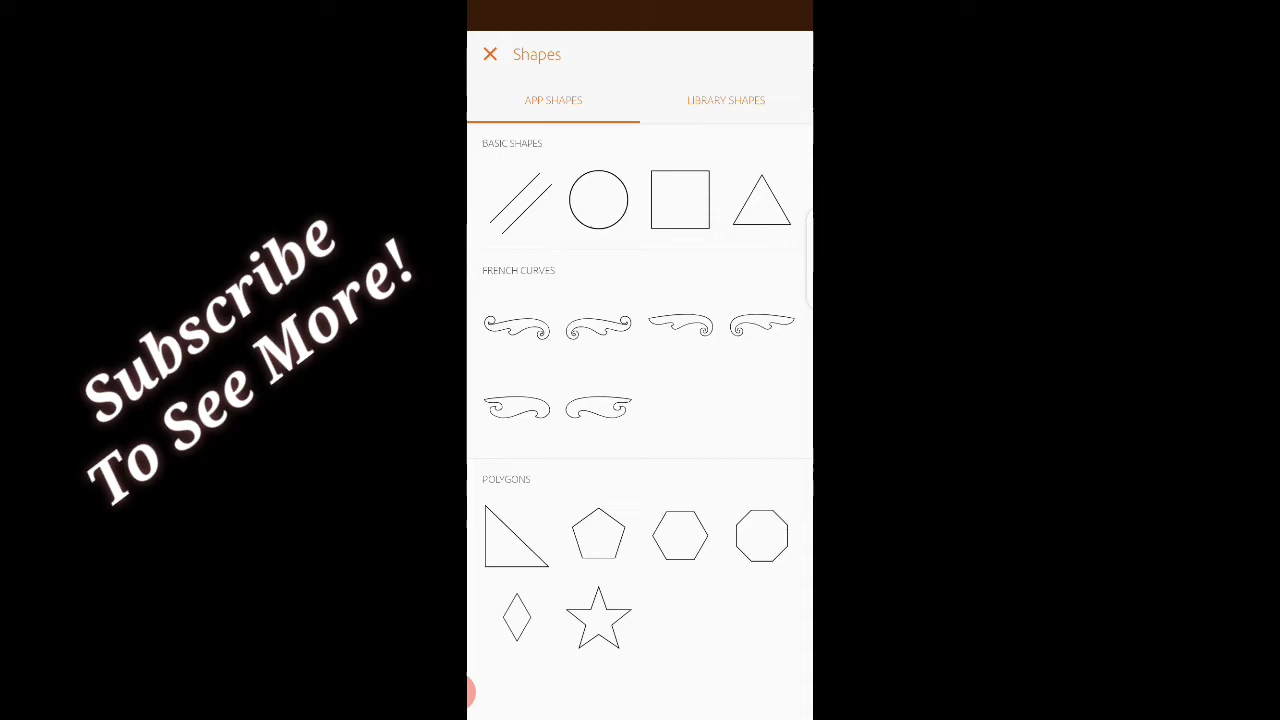 Subscribe
To See More!
Shapes
APP SHAPES
LIBRARY SHAPES
BASIC SHAPES
FRENCH CURVES
POLYGONS